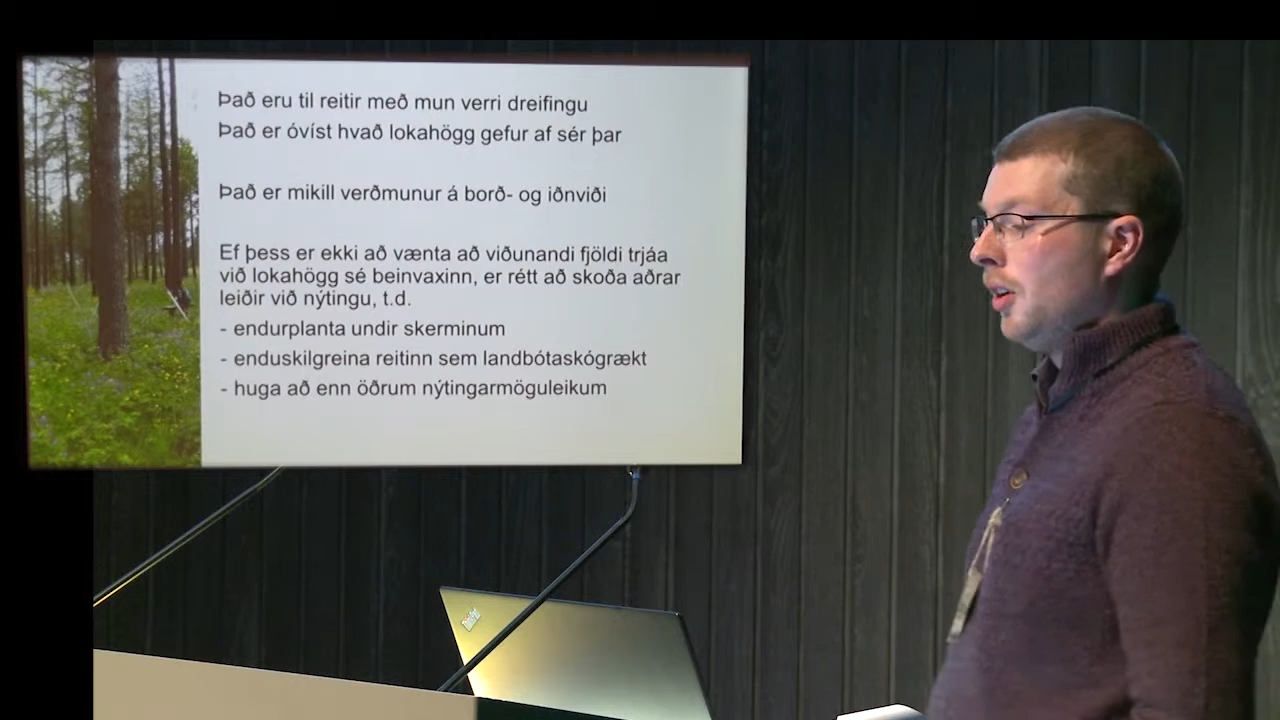 Það eru til reitir með mun verri dreifingu
Það er óvíst hvað lokahögg gefur af sér þar
Það er mikill verðmunur á borð- og iðnviði
Ef þess er ekki að vænta að viðunandi fjöldi trjáa
við lokahögg sé beinvaxinn, er rétt að skoða aðrar
leiðir við nýtingu, t.d.
- endurplanta undir skerminum
- enduskilgreina reitinn sem landbótaskógrækt
- huga að enn öðrum nýtingarmöguleikum